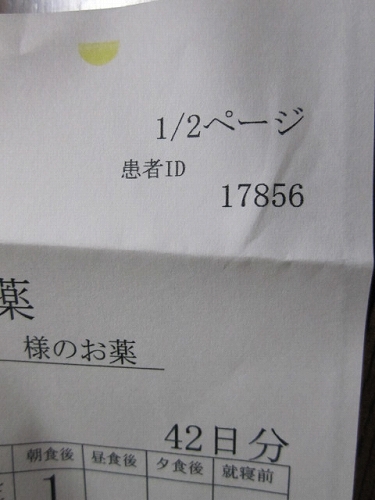 1/2ページ
患者ID
17856
薬
様のお薬
42日分
朝食後 昼食後 夕食後 就寝前
1